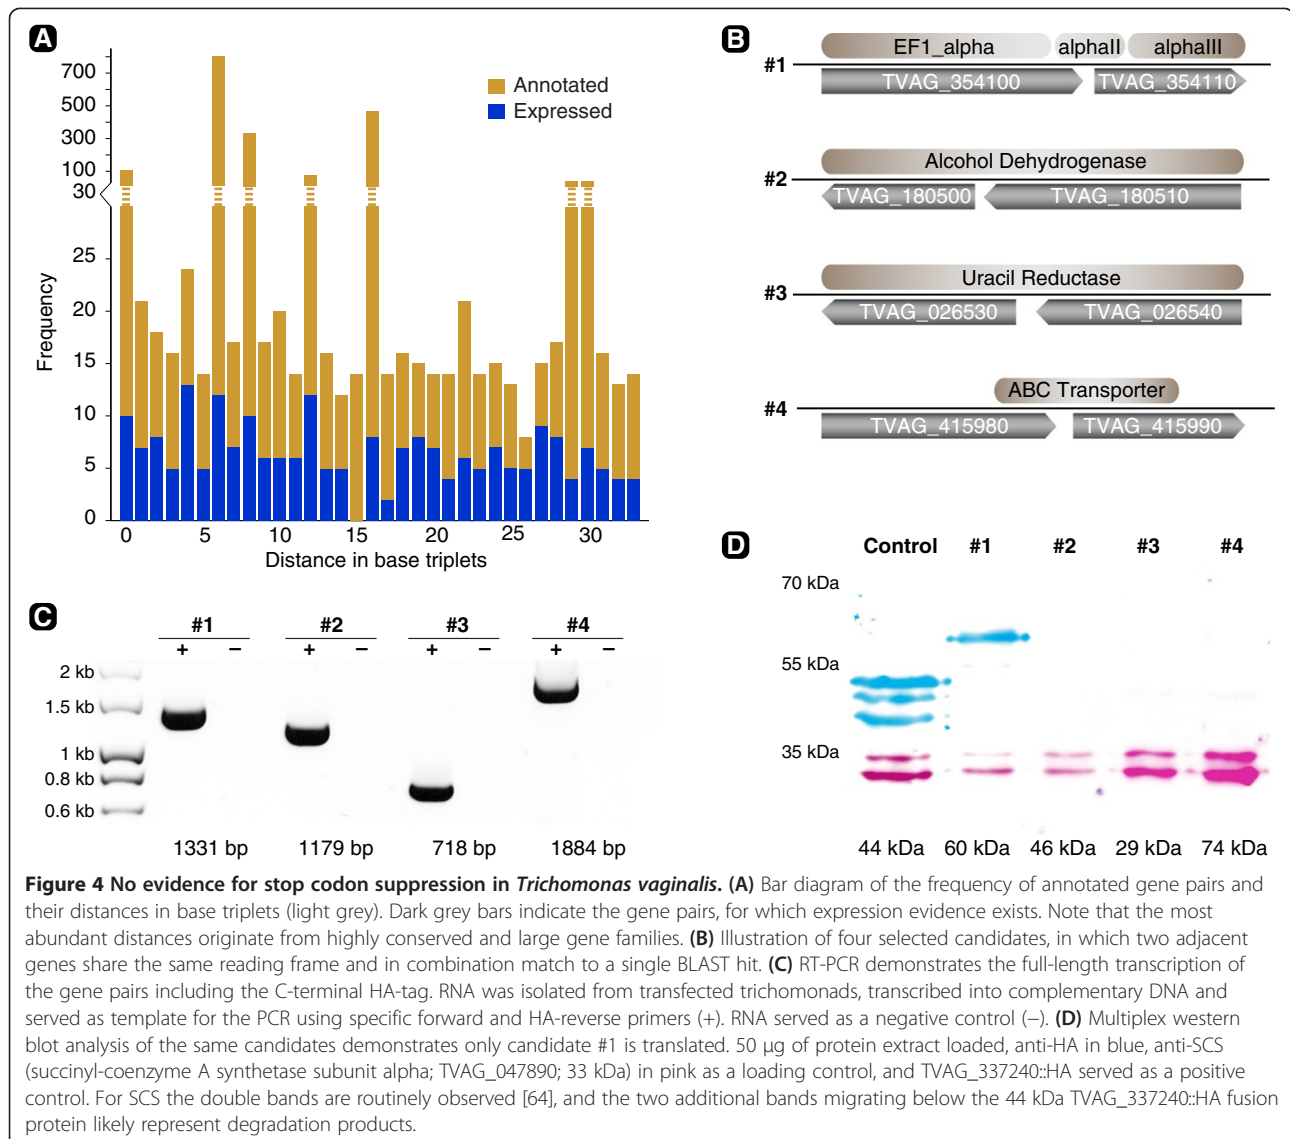 A
700
500
300
100
30
25
20
15
10
5
0
Frequency
Annotated
Expressed
0 5 10 15 20 25 30
Distance in base triplets
B
#1
EF1_alpha alphaII alphaIII
TVAG_354100 TVAG_354110
#2
Alcohol Dehydrogenase
TVAG_180500 TVAG_180510
#3
Uracil Reductase
TVAG_026530 TVAG_026540
#4
ABC Transporter
TVAG_415980 TVAG_415990
C
#1 #2 #3 #4
+ – + – + – + –
2 kb
1.5 kb
1 kb
0.8 kb
0.6 kb
1331 bp 1179 bp 718 bp 1884 bp
D
Control #1 #2 #3 #4
70 kDa
55 kDa
35 kDa
44 kDa 60 kDa 46 kDa 29 kDa 74 kDa
Figure 4 No evidence for stop codon suppression in Trichomonas vaginalis. (A) Bar diagram of the frequency of annotated gene pairs and
their distances in base triplets (light grey). Dark grey bars indicate the gene pairs, for which expression evidence exists. Note that the most
abundant distances originate from highly conserved and large gene families. (B) Illustration of four selected candidates, in which two adjacent
genes share the same reading frame and in combination match to a single BLAST hit. (C) RT-PCR demonstrates the full-length transcription of
the gene pairs including the C-terminal HA-tag. RNA was isolated from transfected trichomonads, transcribed into complementary DNA and
served as template for the PCR using specific forward and HA-reverse primers (+). RNA served as a negative control (−). (D) Multiplex western
blot analysis of the same candidates demonstrates only candidate #1 is translated. 50 μg of protein extract loaded, anti-HA in blue, anti-SCS
(succinyl-coenzyme A synthetase subunit alpha; TVAG_047890; 33 kDa) in pink as a loading control, and TVAG_337240::HA served as a positive
control. For SCS the double bands are routinely observed [64], and the two additional bands migrating below the 44 kDa TVAG_337240::HA fusion
protein likely represent degradation products.